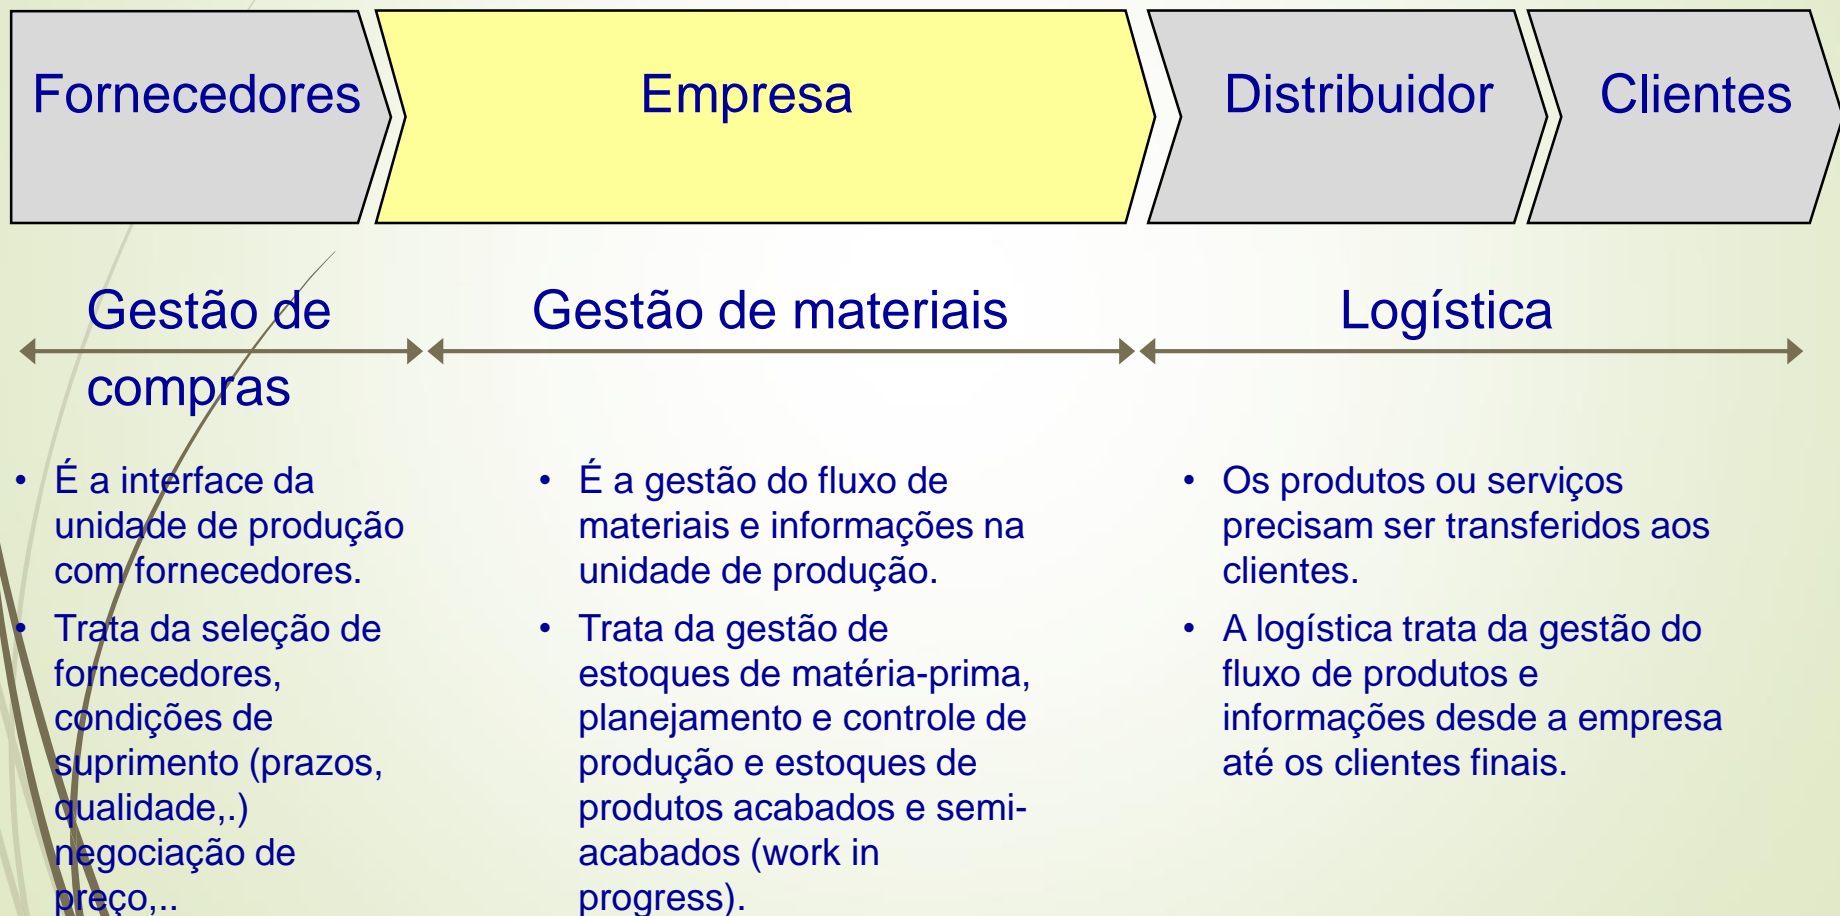 Fornecedores
Empresa
Distribuidor
Clientes
Gestão de
compras
Gestão de materiais
Logística
• É a interface da
unidade de produção
com fornecedores.
• Trata da seleção de
fornecedores,
condições de
suprimento (prazos,
qualidade,.)
negociação de
preço,..
• É a gestão do fluxo de
materiais e informações na
unidade de produção.
• Trata da gestão de
estoques de matéria-prima,
planejamento e controle de
produção e estoques de
produtos acabados e semi-
acabados (work in
progress).
• Os produtos ou serviços
precisam ser transferidos aos
clientes.
• A logística trata da gestão do
fluxo de produtos e
informações desde a empresa
até os clientes finais.